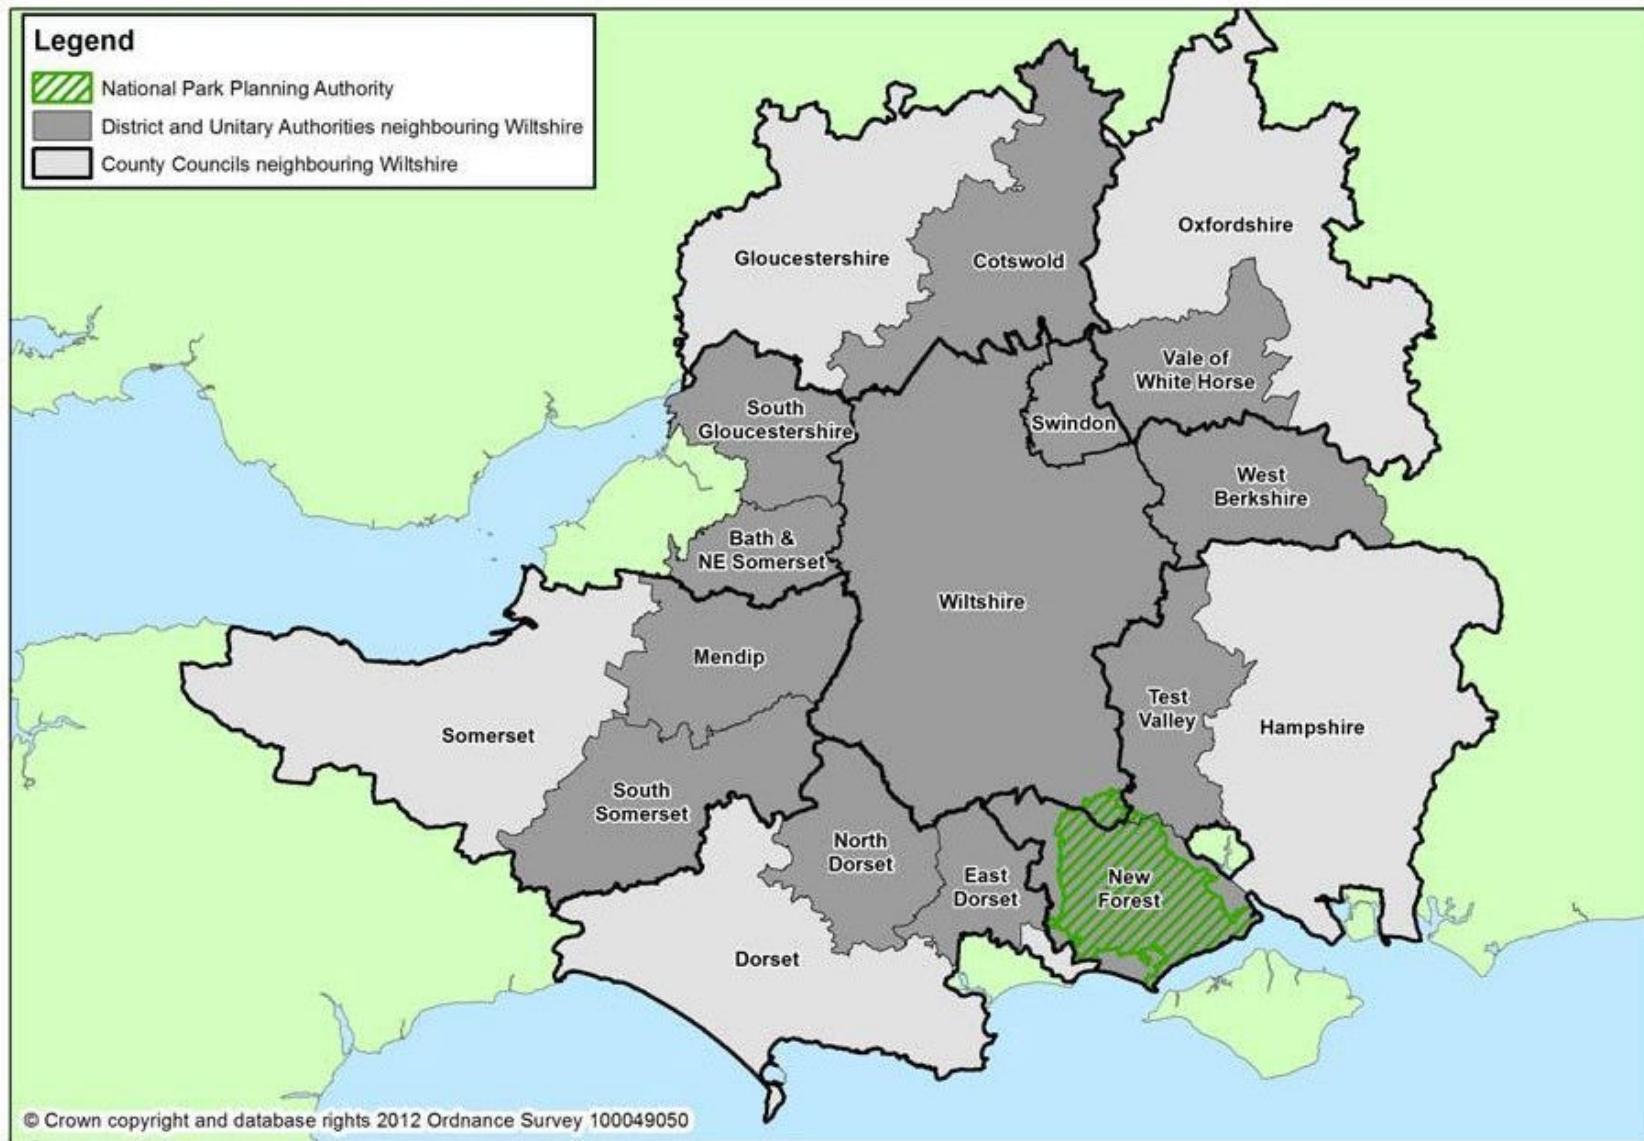 Legend
National Park Planning Authority
District and Unitary Authorities neighbouring Wiltshire
County Councils neighbouring Wiltshire
Oxfordshire
Gloucestershire
Cotswold
Vale of
White Horse
South
Gloucestershire
Swindon
West
Berkshire
Bath &
NE Somerset
Wiltshire
Mendip
Test
Valley
Hampshire
Somerset
South
Somerset
North
Dorset
East
Dorset
New
Forest
Dorset
© Crown copyright and database rights 2012 Ordnance Survey 100049050